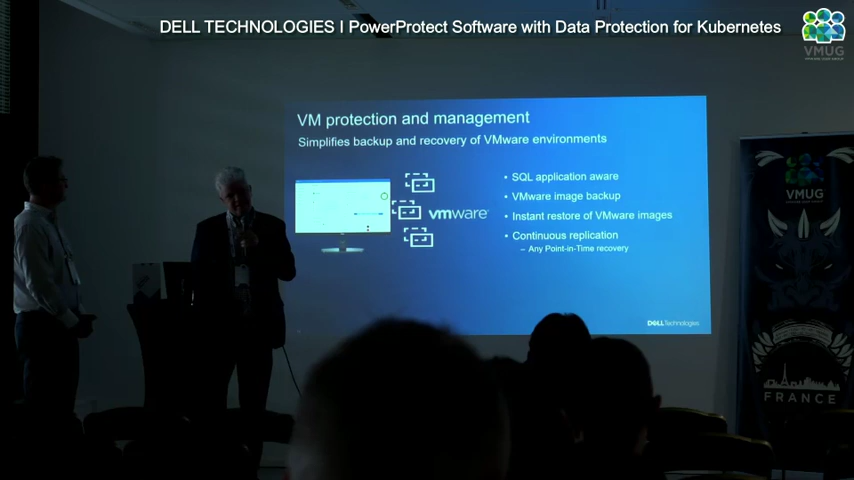 DELL TECHNOLOGIES I PowerProtect Software with Data Protection for Kubernetes
VMUG
VM protection and management
Simplifies backup and recovery of VMware environments
• SQL application aware
• VMware image backup
• Instant restore of VMware images
• Continuous replication
– Any Point-in-Time recovery
vmware
DELL Technologies
VMUG
FRANCE